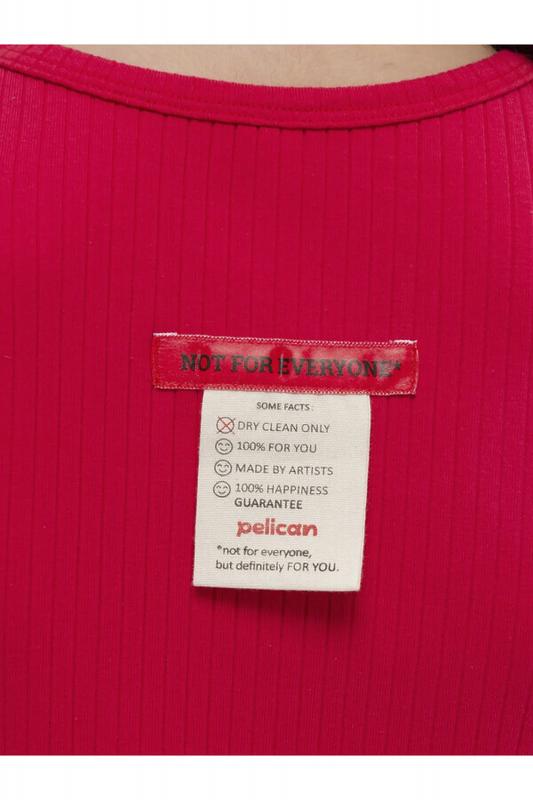 NOT FOR EVERYONE*
SOME FACTS:
DRY CLEAN ONLY
100% FOR YOU
MADE BY ARTISTS
100% HAPPINESS
GUARANTEE
pelican
*not for everyone,
but definitely FOR YOU.